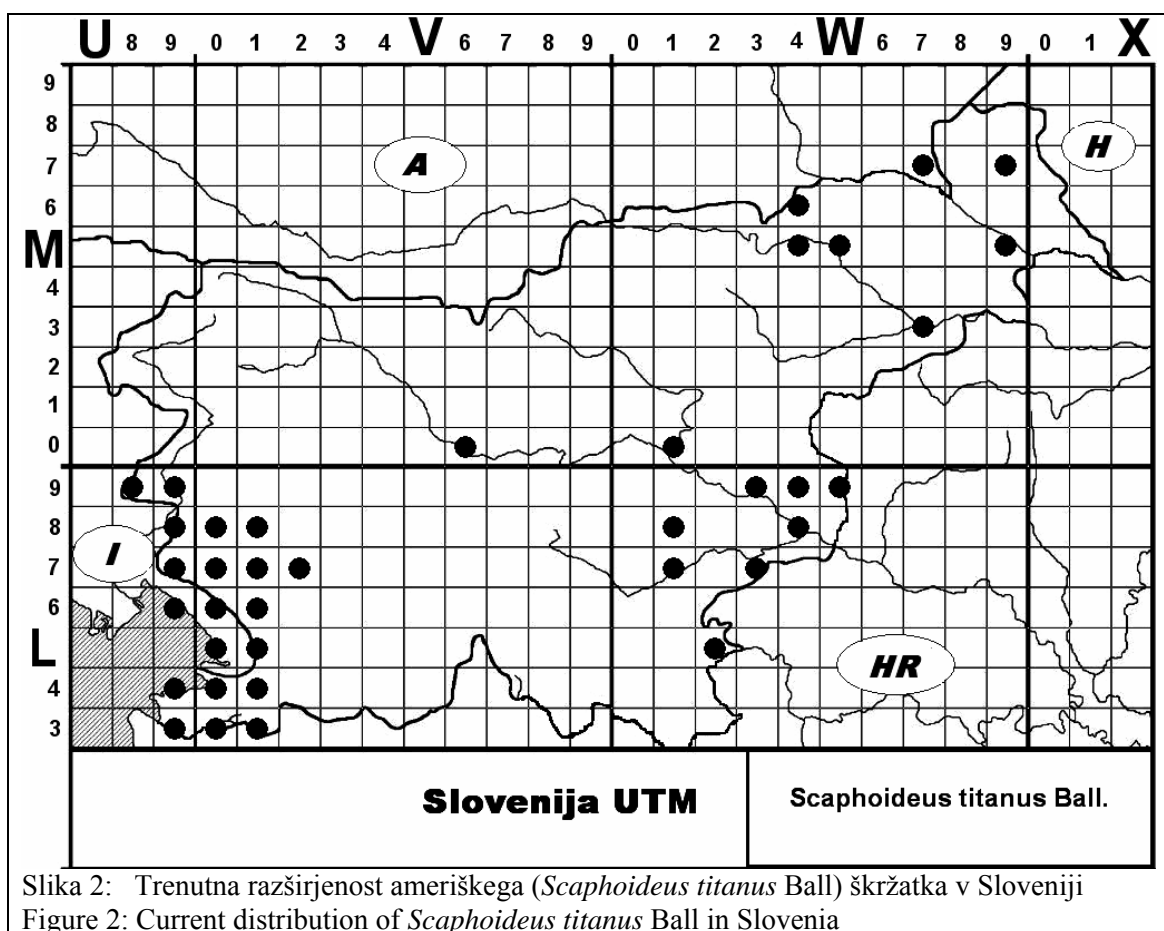 U 8 9 0 1 2 3 4 V 6 7 8 9 0 1 2 3 4 W 6 7 8 9 0 1 X
9
8
7 A H
6
M
4
3
2
1
0
9
8
7 I
6
L HR
4
3
Slovenija UTM Scaphoideus titanus Ball.
Slika 2: Trenutna razširjenost ameriškega (Scaphoideus titanus Ball) škržatka v Sloveniji
Figure 2: Current distribution of Scaphoideus titanus Ball in Slovenia